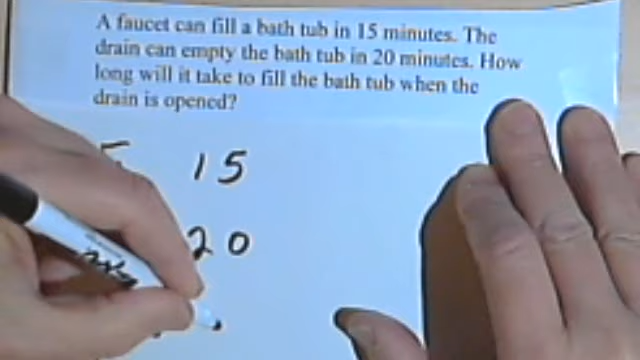 A faucet can fill a bath tub in 15 minutes. The
drain can empty the bath tub in 20 minutes. How
long will it take to fill the bath tub when the
drain is opened?
15
20